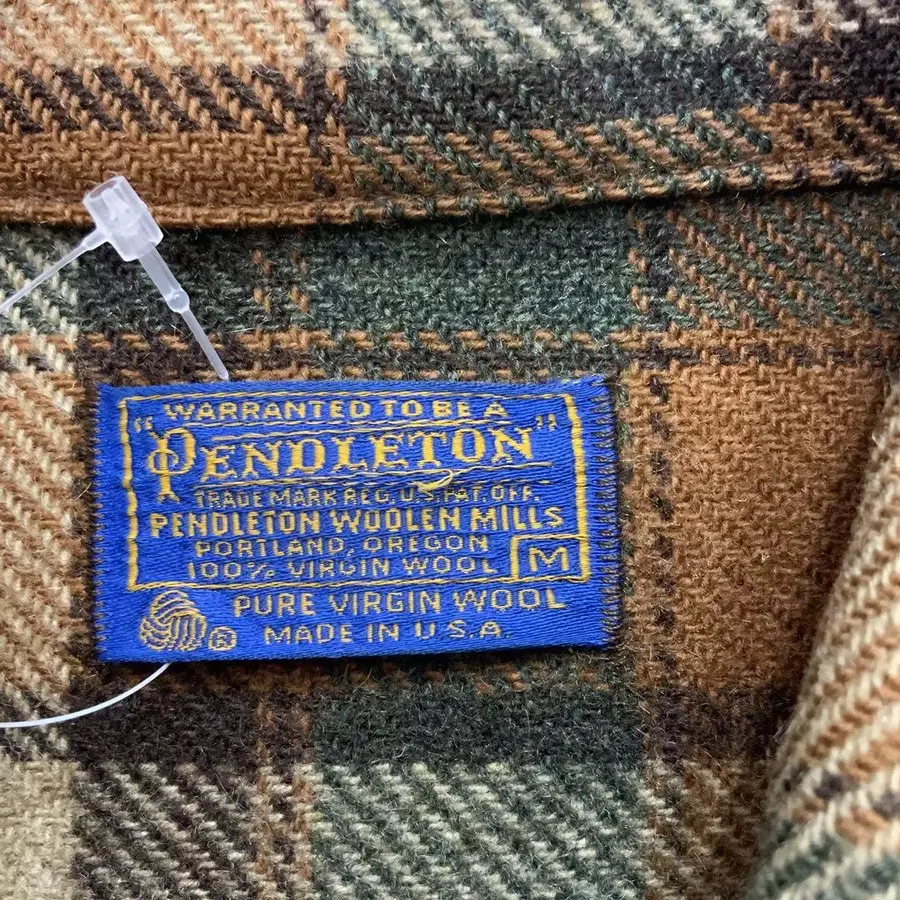 WARRANTED TO BE A
"PENDLETON"
TRADE MARK REG. U.S. PAT. OFF.
PENDLETON WOOLEN MILLS
PORTLAND, OREGON
100% VIRGIN WOOL M
PURE VIRGIN WOOL
® MADE IN U.S.A.